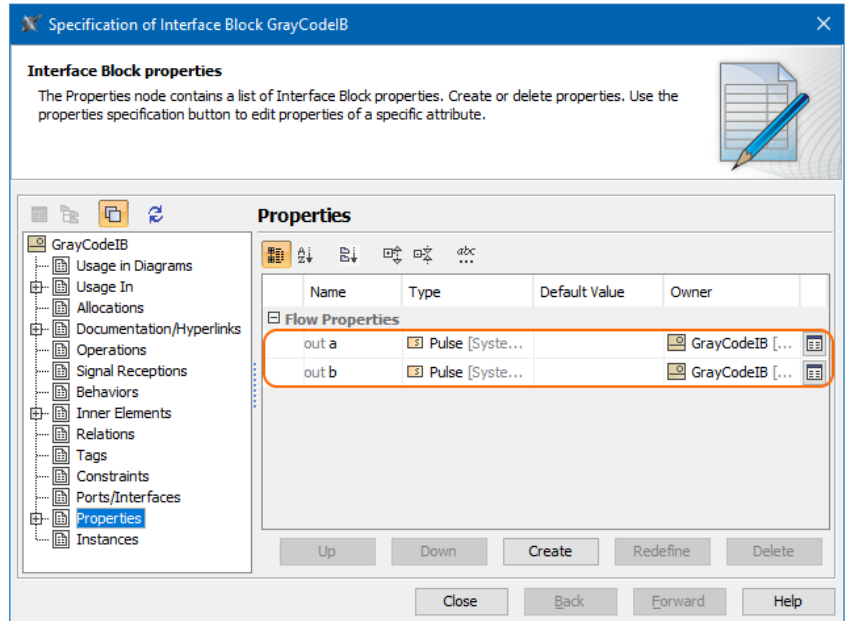 Specification of Interface Block GrayCodeIB
Interface Block properties
The Properties node contains a list of Interface Block properties. Create or delete properties. Use the
properties specification button to edit properties of a specific attribute.
Properties
GrayCodeIB
Usage in Diagrams
Usage In
Allocations
Documentation/Hyperlinks
Operations
Signal Receptions
Behaviors
Inner Elements
Relations
Tags
Constraints
Ports/Interfaces
Properties
Instances
Name Type Default Value Owner
Flow Properties
out a Pulse [Syste... GrayCodeIB [...
out b Pulse [Syste... GrayCodeIB [...
Up Down Create Redefine Delete
Close Back Forward Help